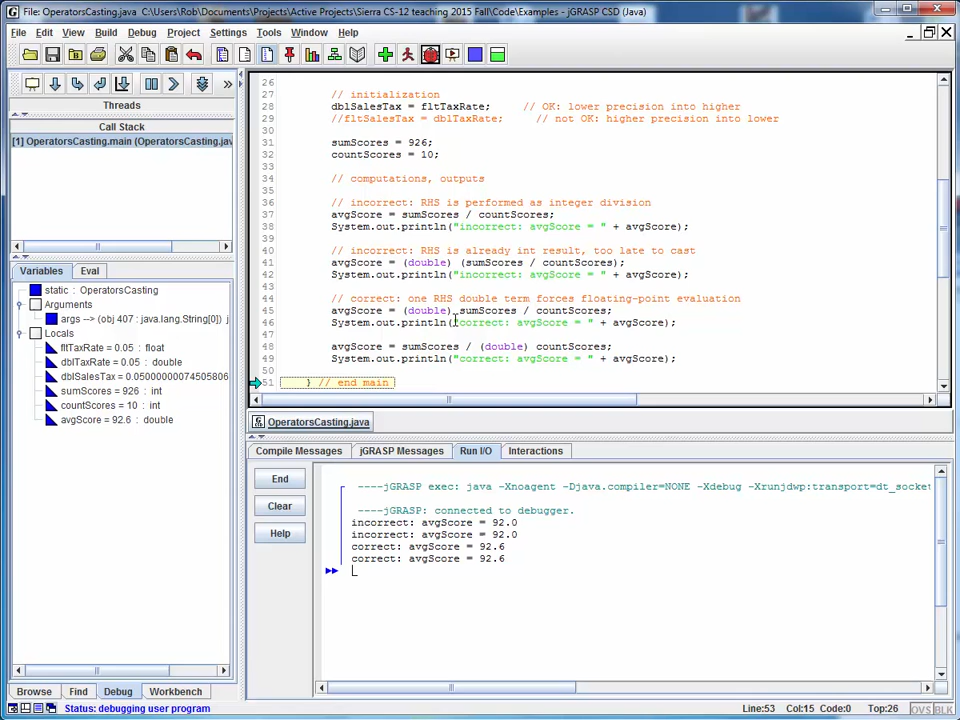 File: OperatorsCasting.java  C:\Users\Rob\Documents\Projects\Active Projects\Sierra CS-12 teaching 2015 Fall\Code\Examples - jGRASP CSD (Java)
File Edit View Build Debug Project Settings Tools Window Help
Threads
Call Stack
[1] OperatorsCasting.main (OperatorsCasting.jav
Variables Eval
static : OperatorsCasting
Arguments
args --> (obj 407 : java.lang.String[0]) j
Locals
fltTaxRate = 0.05 : float
dblTaxRate = 0.05 : double
dblSalesTax = 0.05000000074505806
sumScores = 926 : int
countScores = 10 : int
avgScore = 92.6 : double
Browse Find Debug Workbench
26
27 // initialization
28 dblSalesTax = fltTaxRate; // OK: lower precision into higher
29 //fltSalesTax = dblTaxRate; // not OK: higher precision into lower
30
31 sumScores = 926;
32 countScores = 10;
33
34 // computations, outputs
35
36 // incorrect: RHS is performed as integer division
37 avgScore = sumScores / countScores;
38 System.out.println("incorrect: avgScore = " + avgScore);
39
40 // incorrect: RHS is already int result, too late to cast
41 avgScore = (double) (sumScores / countScores);
42 System.out.println("incorrect: avgScore = " + avgScore);
43
44 // correct: one RHS double term forces floating-point evaluation
45 avgScore = (double) sumScores / countScores;
46 System.out.println("correct: avgScore = " + avgScore);
47
48 avgScore = sumScores / (double) countScores;
49 System.out.println("correct: avgScore = " + avgScore);
50
51 } // end main
OperatorsCasting.java
Compile Messages jGRASP Messages Run I/O Interactions
End
Clear
Help
----jGRASP exec: java -Xnoagent -Djava.compiler=NONE -Xdebug -Xrunjdwp:transport=dt_socket
----jGRASP: connected to debugger.
incorrect: avgScore = 92.0
incorrect: avgScore = 92.0
correct: avgScore = 92.6
correct: avgScore = 92.6
Status: debugging user program
Line:53 Col:15 Code:0 Top:26 OVS BLK